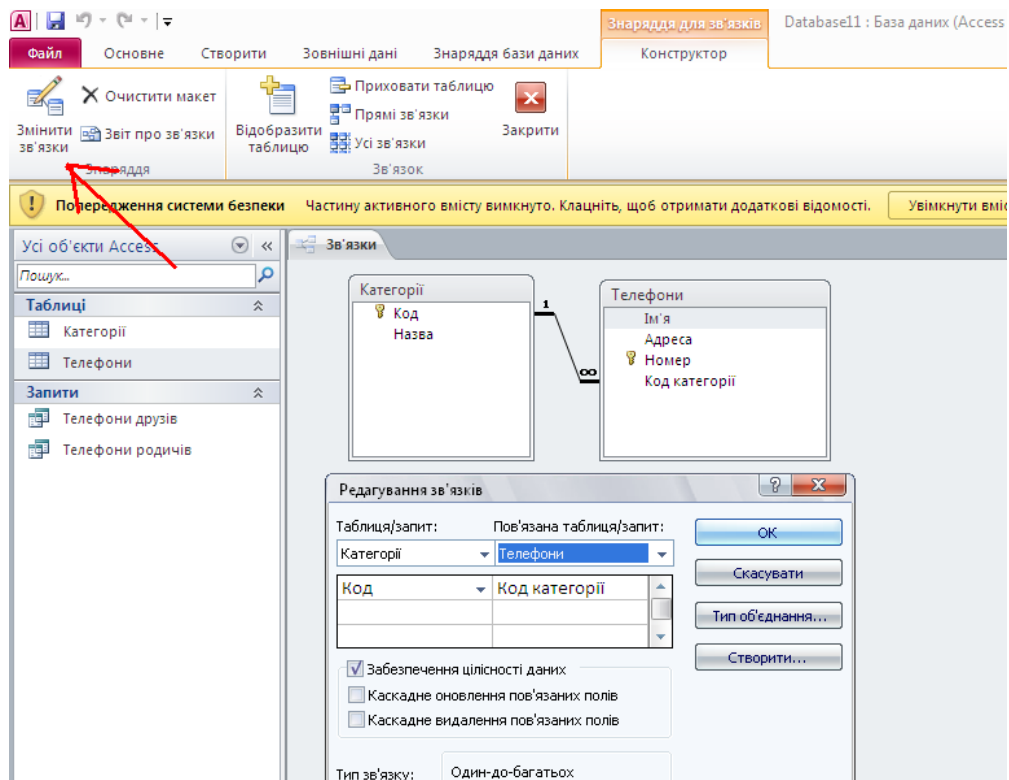 Знаряддя для зв'язків Database11 : База даних (Access
Файл Основне Створити Зовнішні дані Знаряддя бази даних Конструктор
Змінити зв'язки
Очистити макет
Звіт про зв'язки
Знаряддя
Відобразити таблицю
Приховати таблицю
Прямі зв'язки
Усі зв'язки
Закрити
Зв'язок
Попередження системи безпеки Частину активного вмісту вимкнуто. Клацніть, щоб отримати додаткові відомості. Увімкнути вміс
Усі об'єкти Access
Пошук...
Таблиці
Категорії
Телефони
Запити
Телефони друзів
Телефони родичів
Зв'язки
Категорії
Код
Назва
1
∞
Телефони
Ім'я
Адреса
Номер
Код категорії
Редагування зв'язків
Таблиця/запит: Пов'язана таблиця/запит:
Категорії Телефони
Код Код категорії
OK
Скасувати
Тип об'єднання...
Створити...
Забезпечення цілісності даних
Каскадне оновлення пов'язаних полів
Каскадне видалення пов'язаних полів
Тип зв'язку: Один-до-багатьох